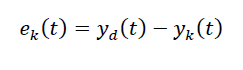 e_k(t) = y_d(t) − y_k(t)